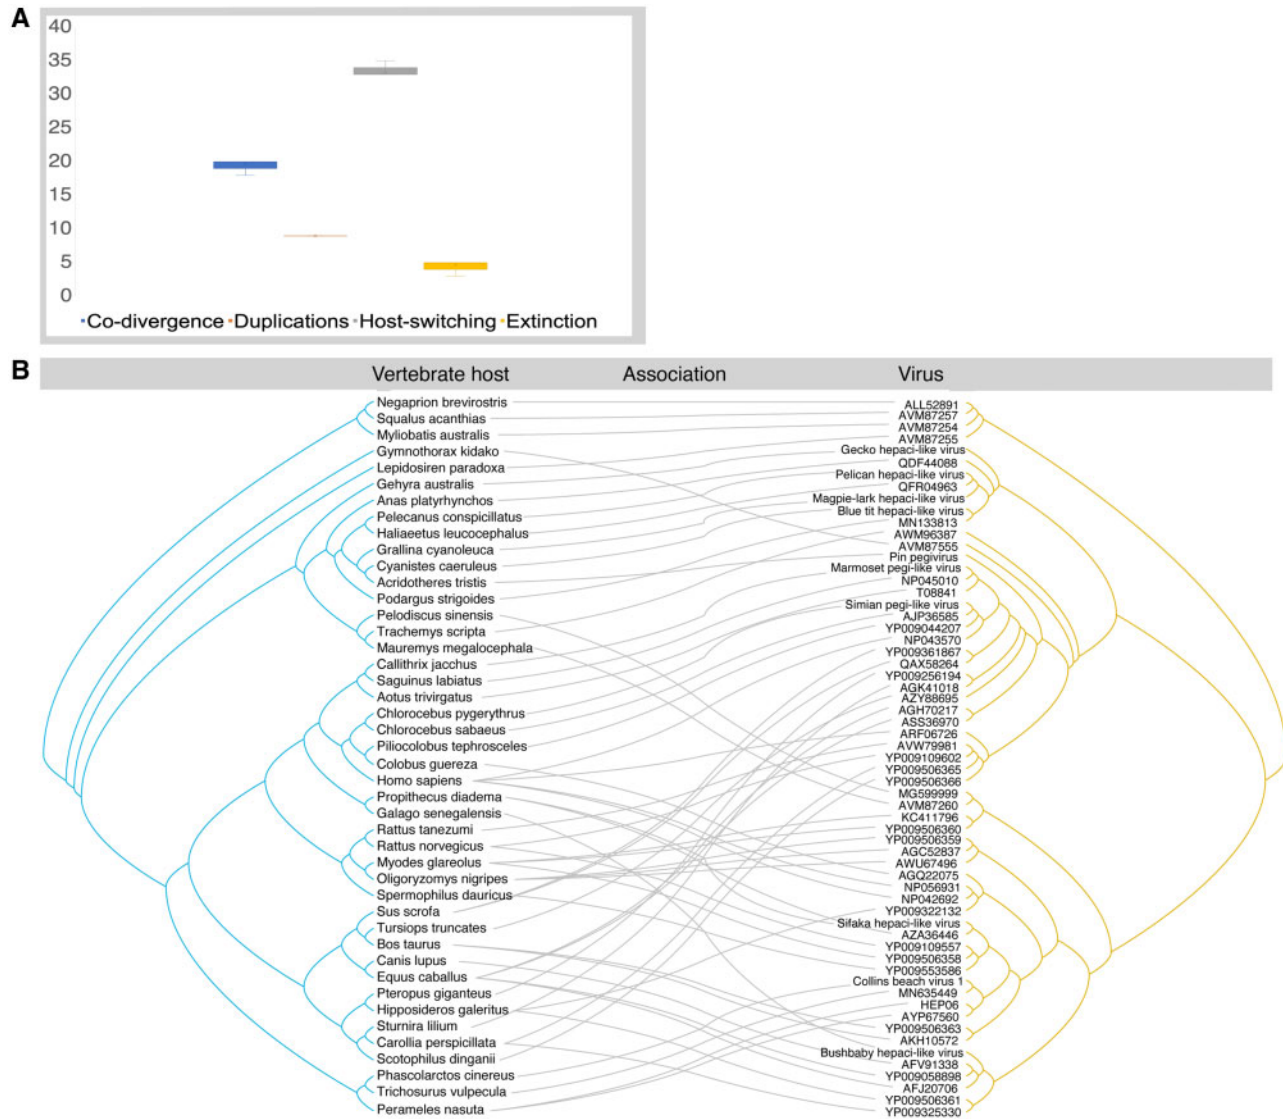 A
40
35
30
25
20
15
10
5
0
Co-divergence Duplications Host-switching Extinction
B
Vertebrate host Association Virus
Negaprion brevirostris
Squalus acanthias
Myliobatis australis
Gymnothorax kidako
Lepidosiren paradoxa
Gehyra australis
Anas platyrhynchos
Pelecanus conspicillatus
Haliaeetus leucocephalus
Grallina cyanoleuca
Cyanistes caeruleus
Acridotheres tristis
Podargus strigoides
Pelodiscus sinensis
Trachemys scripta
Mauremys megalocephala
Callithrix jacchus
Saguinus labiatus
Aotus trivirgatus
Chlorocebus pygerythrus
Chlorocebus sabaeus
Piliocolobus tephrosceles
Colobus guereza
Homo sapiens
Propithecus diadema
Galago senegalensis
Rattus tanezumi
Rattus norvegicus
Myodes glareolus
Oligoryzomys nigripes
Spermophilus dauricus
Sus scrofa
Tursiops truncates
Bos taurus
Canis lupus
Equus caballus
Pteropus giganteus
Hipposideros galeritus
Sturnira lilium
Carollia perspicillata
Scotophilus dinganii
Phascolarctos cinereus
Trichosurus vulpecula
Perameles nasuta
ALL52891
AVM87257
AVM87254
AVM87255
Gecko hepaci-like virus
QDF44088
Pelican hepaci-like virus
QFR04963
Magpie-lark hepaci-like virus
Blue tit hepaci-like virus
MN133813
AWM96387
AVM87555
Pin pegivirus
Marmoset pegi-like virus
NP045010
T08841
Simian pegi-like virus
AJP36585
YP009044207
NP043570
YP009361867
QAX58264
YP009256194
AGK41018
AZY88695
AGH70217
ASS36970
ARF06726
AVW79981
YP009109602
YP009506365
YP009506366
MG599999
AVM87260
KC411796
YP009506360
YP009506359
AGC52837
AWU67496
AGQ22075
NP056931
NP042692
YP009322132
Sifaka hepaci-like virus
AZA36446
YP009109557
YP009506358
YP009553586
Collins beach virus 1
MN635449
HEP06
AYP67560
YP009506363
AKH10572
Bushbaby hepaci-like virus
AFV91338
YP009058898
AFJ20706
YP009506361
YP009325330